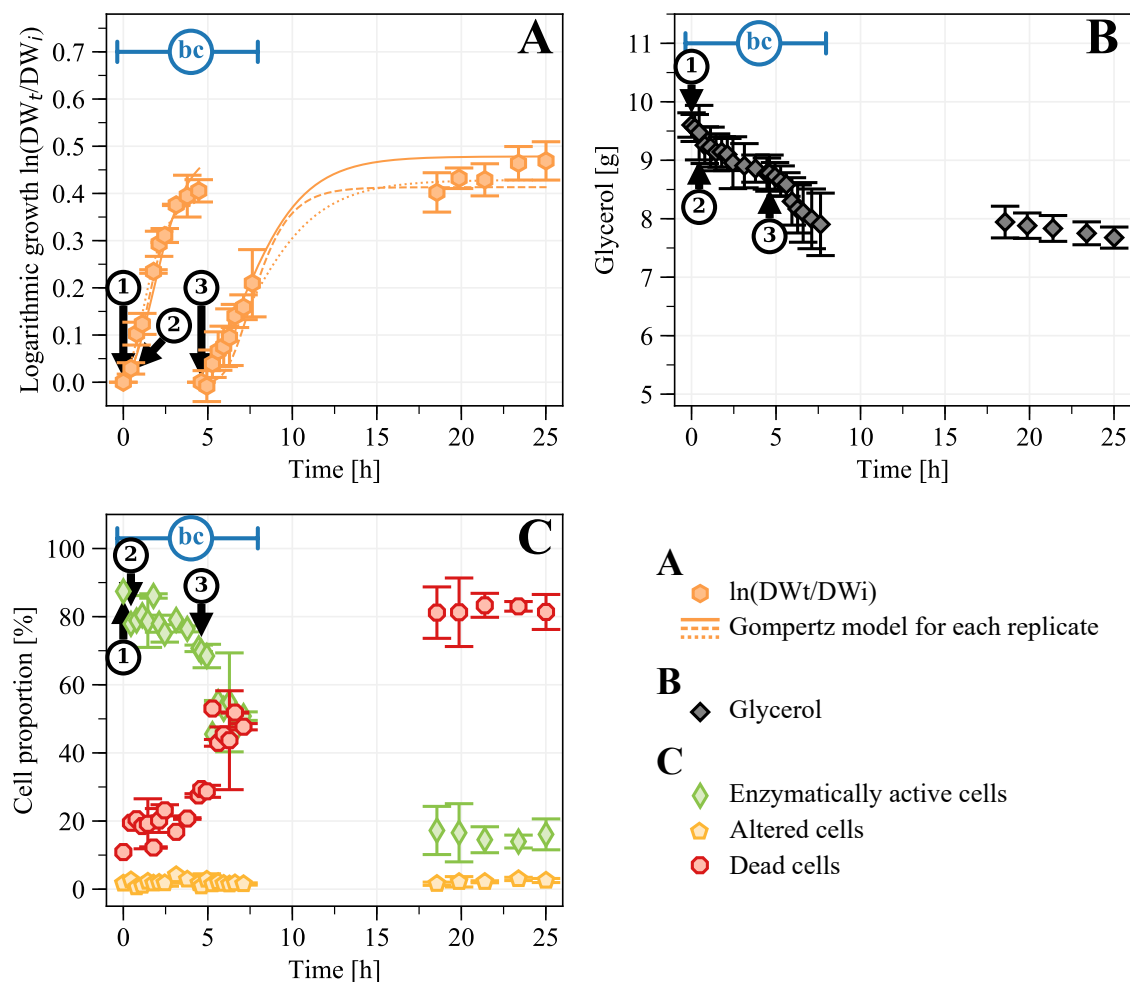 A
bc
0.7
0.6
0.5
0.4
0.3
0.2
0.1
0.0
1
2
3
Logarithmic growth ln(DW_t/DW_i)
0 5 10 15 20 25
Time [h]
B
bc
11
10
9
8
7
6
5
1
2
3
Glycerol [g]
0 5 10 15 20 25
Time [h]
C
bc
100
80
60
40
20
0
2
3
1
Cell proportion [%]
0 5 10 15 20 25
Time [h]
A
ln(DWt/DWi)
Gompertz model for each replicate
B
Glycerol
C
Enzymatically active cells
Altered cells
Dead cells